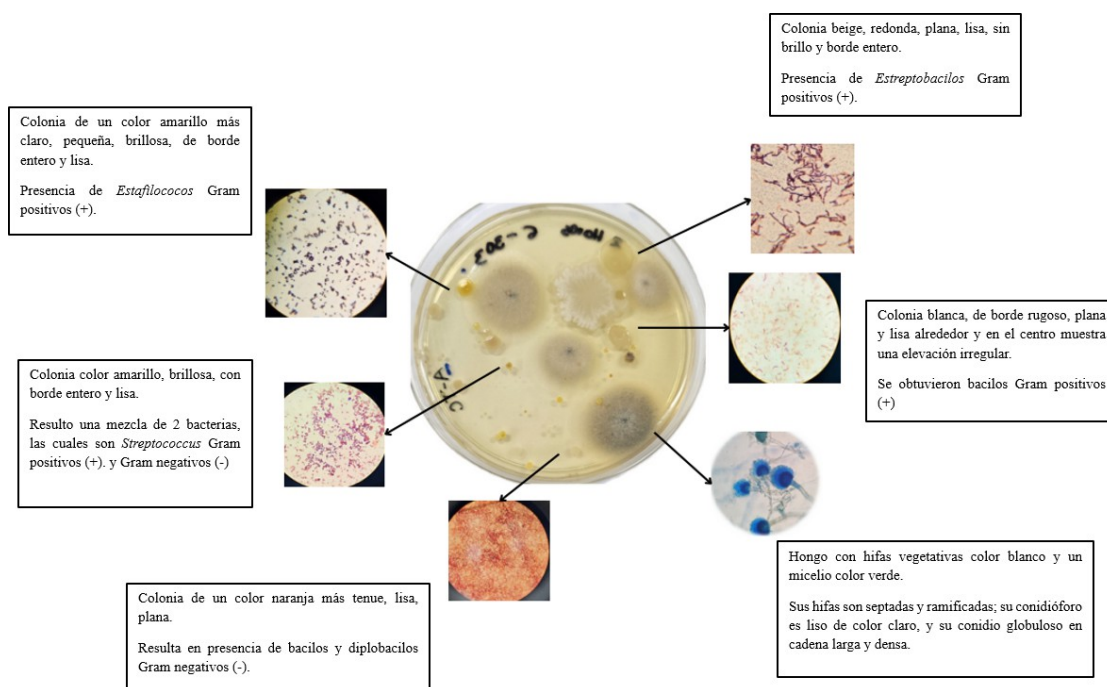 Colonia beige, redonda, plana, lisa, sin
brillo y borde entero.
Presencia de Estreptobacilos Gram
positivos (+).
Colonia de un color amarillo más
claro, pequeña, brillosa, de borde
entero y lisa.
Presencia de Estafilococos Gram
positivos (+).
C-303.
Colonia blanca, de borde rugoso, plana
y lisa alrededor y en el centro muestra
una elevación irregular.
Se obtuvieron bacilos Gram positivos
(+)
Colonia color amarillo, brillosa, con
borde entero y lisa.
Resulto una mezcla de 2 bacterias,
las cuales son Streptococcus Gram
positivos (+). y Gram negativos (-)
Hongo con hifas vegetativas color blanco y un
micelio color verde.
Sus hifas son septadas y ramificadas; su conidióforo
es liso de color claro, y su conidio globuloso en
cadena larga y densa.
Colonia de un color naranja más tenue, lisa,
plana.
Resulta en presencia de bacilos y diplobacilos
Gram negativos (-).